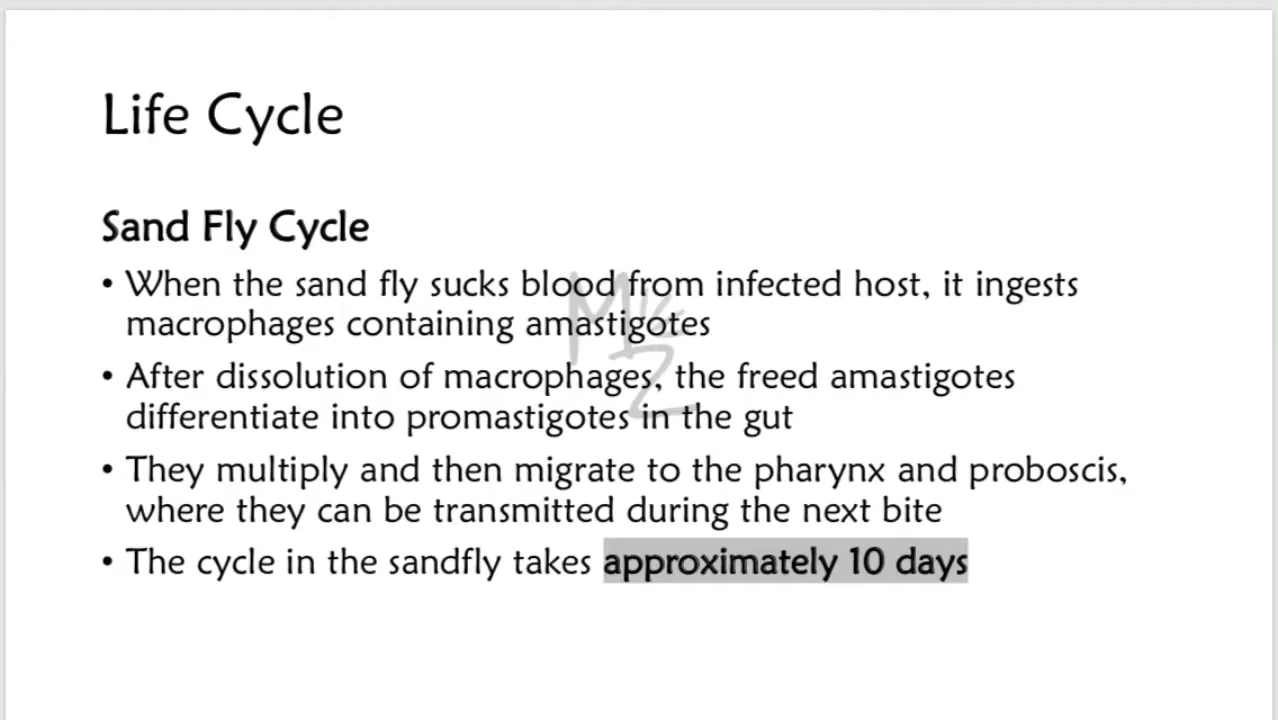 Life Cycle
Sand Fly Cycle
• When the sand fly sucks blood from infected host, it ingests
macrophages containing amastigotes
• After dissolution of macrophages, the freed amastigotes
differentiate into promastigotes in the gut
• They multiply and then migrate to the pharynx and proboscis,
where they can be transmitted during the next bite
• The cycle in the sandfly takes approximately 10 days